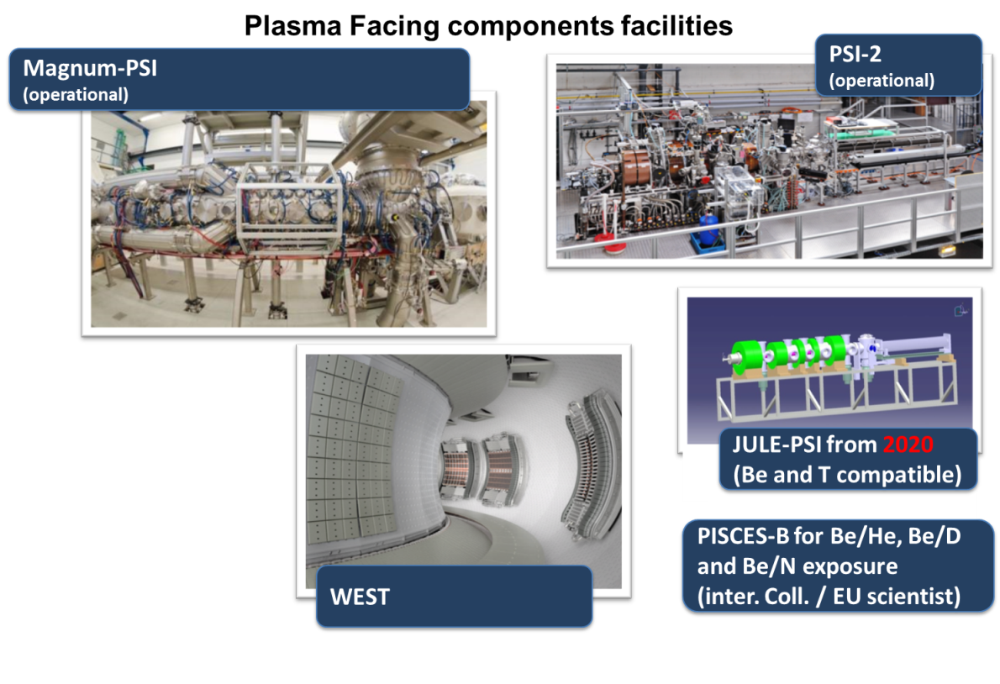 Plasma Facing components facilities
Magnum-PSI
(operational)
PSI-2
(operational)
JULE-PSI from 2020
(Be and T compatible)
PISCES-B for Be/He, Be/D
and Be/N exposure
(inter. Coll. / EU scientist)
WEST